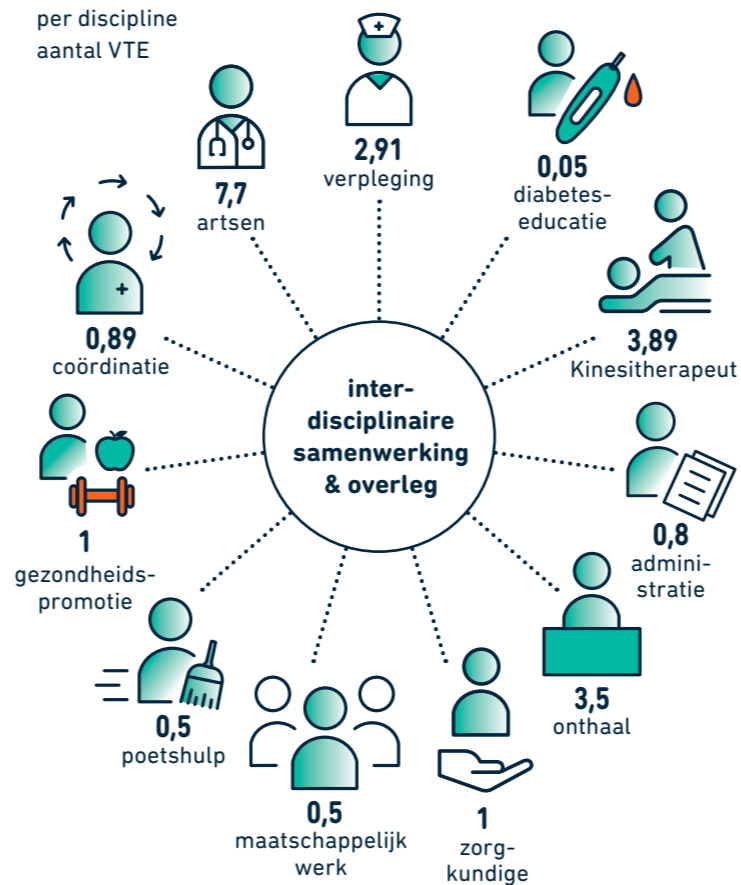 per discipline
aantal VTE
2,91
verpleging
7,7
artsen
0,05
diabetes-
educatie
0,89
coördinatie
3,89
Kinesitherapeut
inter-
disciplinaire
samenwerking
& overleg
1
gezondheids-
promotie
0,8
admini-
stratie
0,5
poetshulp
3,5
onthaal
0,5
maatschappelijk
werk
1
zorg-
kundige